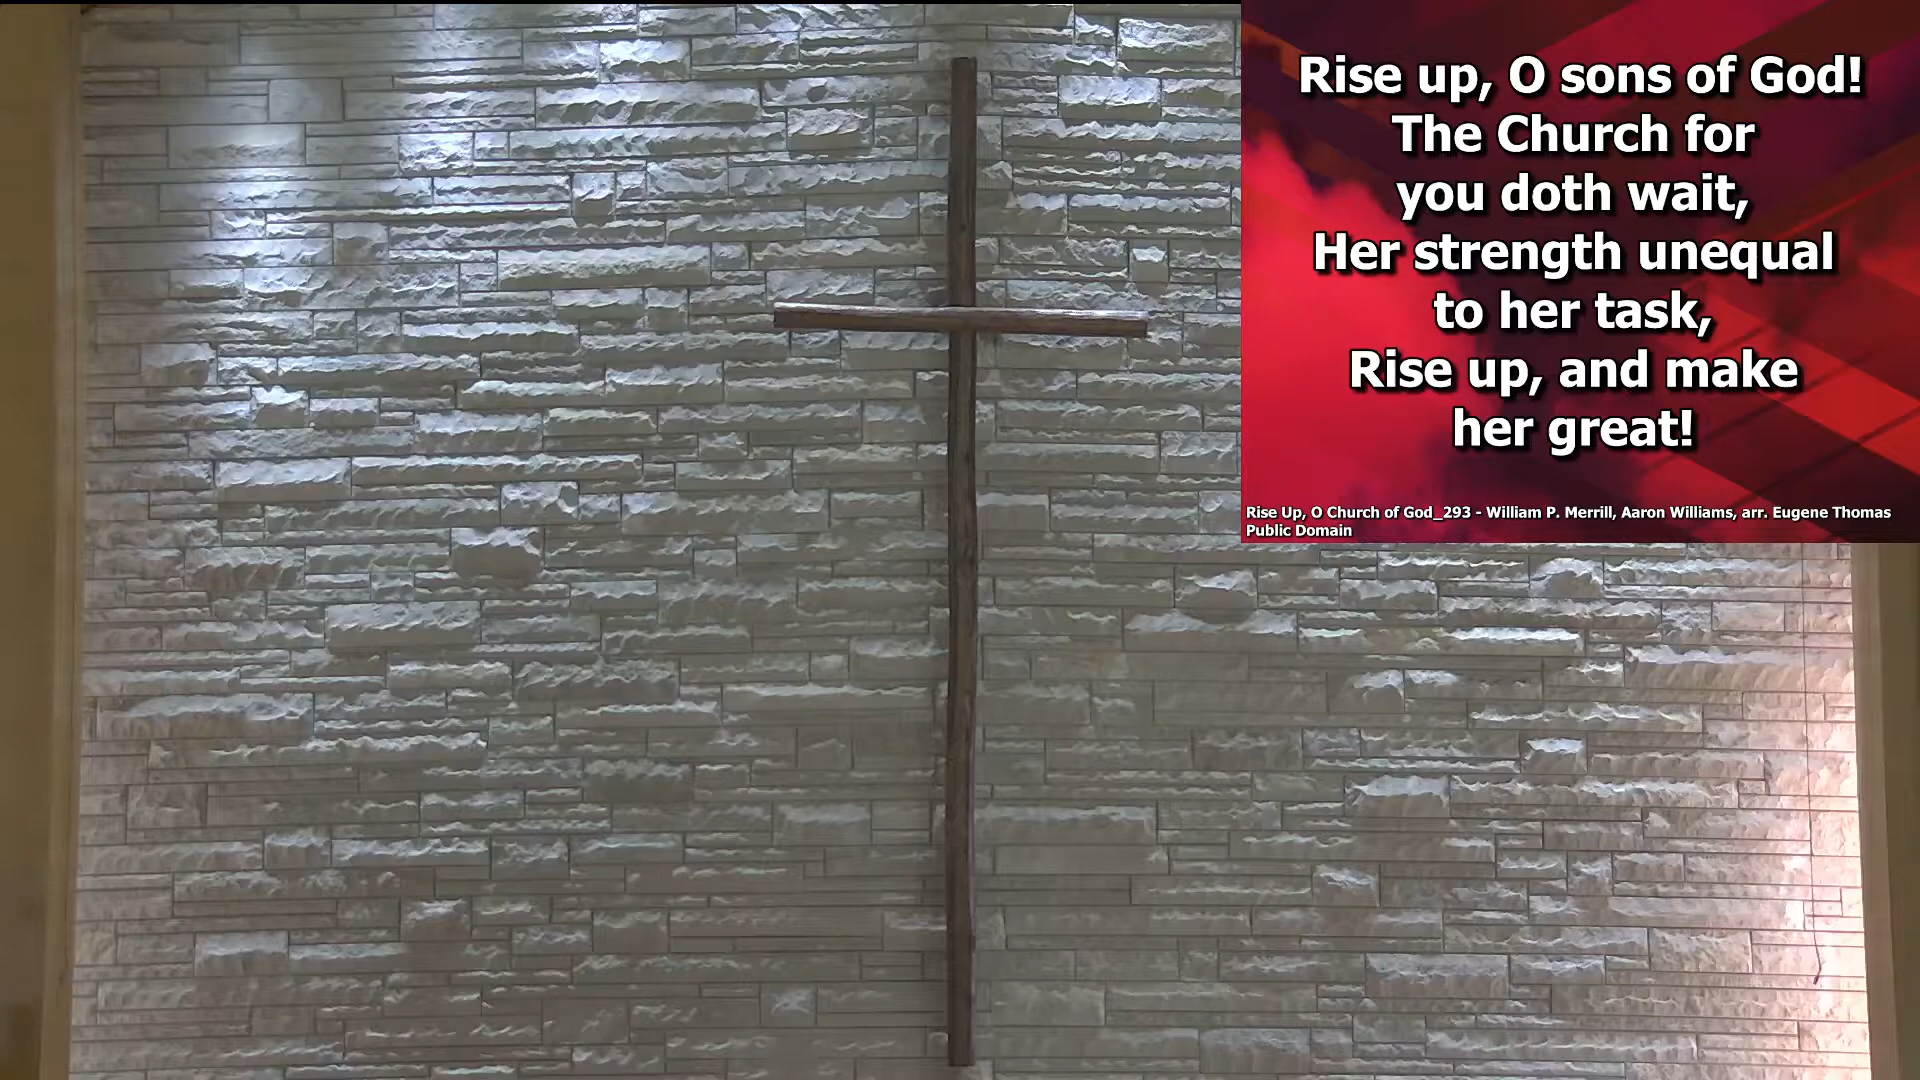 Rise up, O sons of God!
The Church for
you doth wait,
Her strength unequal
to her task,
Rise up, and make
her great!
Rise Up, O Church of God_293 - William P. Merrill, Aaron Williams, arr. Eugene Thomas
Public Domain